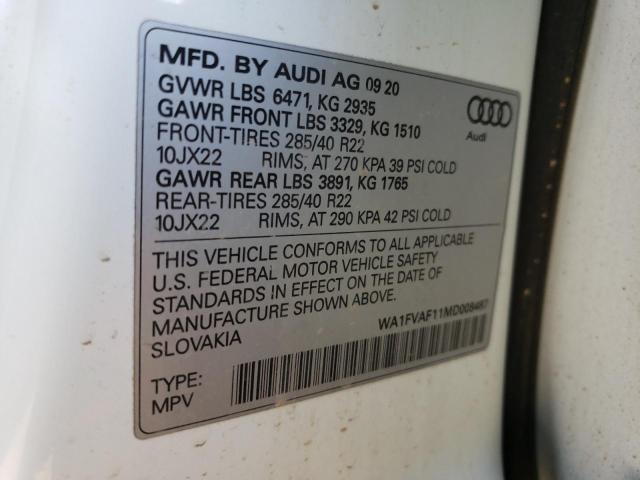 MFD. BY AUDI AG 09 20
GVWR LBS 6471, KG 2935
GAWR FRONT LBS 3329, KG 1510
FRONT-TIRES 285/40 R22
10JX22 RIMS, AT 270 KPA 39 PSI COLD
GAWR REAR LBS 3891, KG 1765
REAR-TIRES 285/40 R22
10JX22 RIMS, AT 290 KPA 42 PSI COLD
Audi
THIS VEHICLE CONFORMS TO ALL APPLICABLE
U.S. FEDERAL MOTOR VEHICLE SAFETY
STANDARDS IN EFFECT ON THE DATE OF
MANUFACTURE SHOWN ABOVE.
SLOVAKIA
TYPE:
MPV